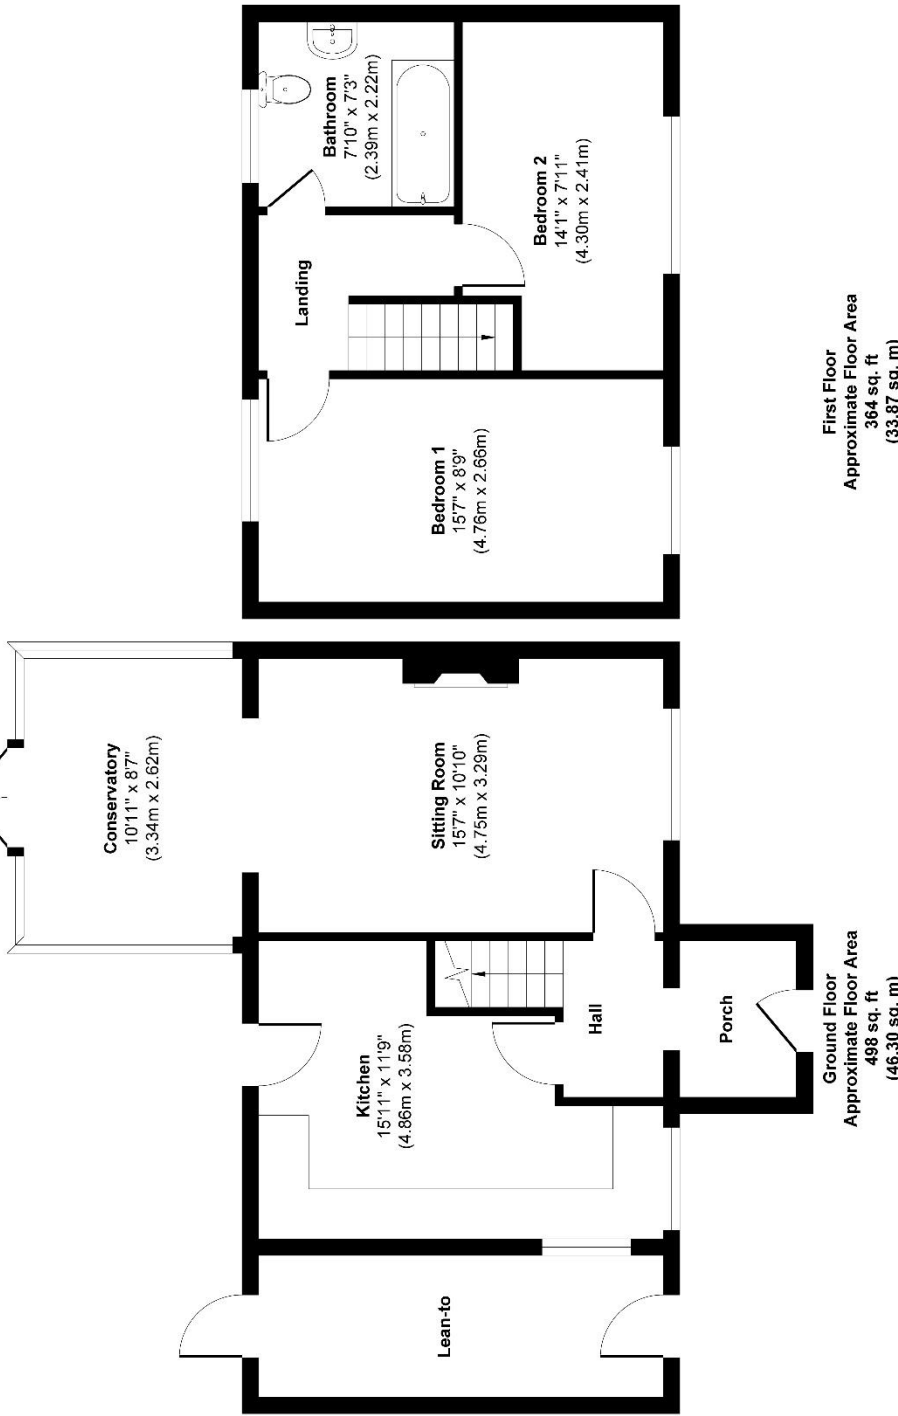 Conservatory
10'11" x 8'7"
(3.34m x 2.62m)
Lean-to
Kitchen
15'11" x 11'9"
(4.86m x 3.58m)
Sitting Room
15'7" x 10'10"
(4.75m x 3.29m)
Hall
Porch
Ground Floor
Approximate Floor Area
498 sq. ft
(46.30 sq. m)
Bedroom 1
15'7" x 8'9"
(4.76m x 2.66m)
Landing
Bathroom
7'10" x 7'3"
(2.39m x 2.22m)
Bedroom 2
14'1" x 7'11"
(4.30m x 2.41m)
First Floor
Approximate Floor Area
364 sq. ft
(33.87 sq. m)